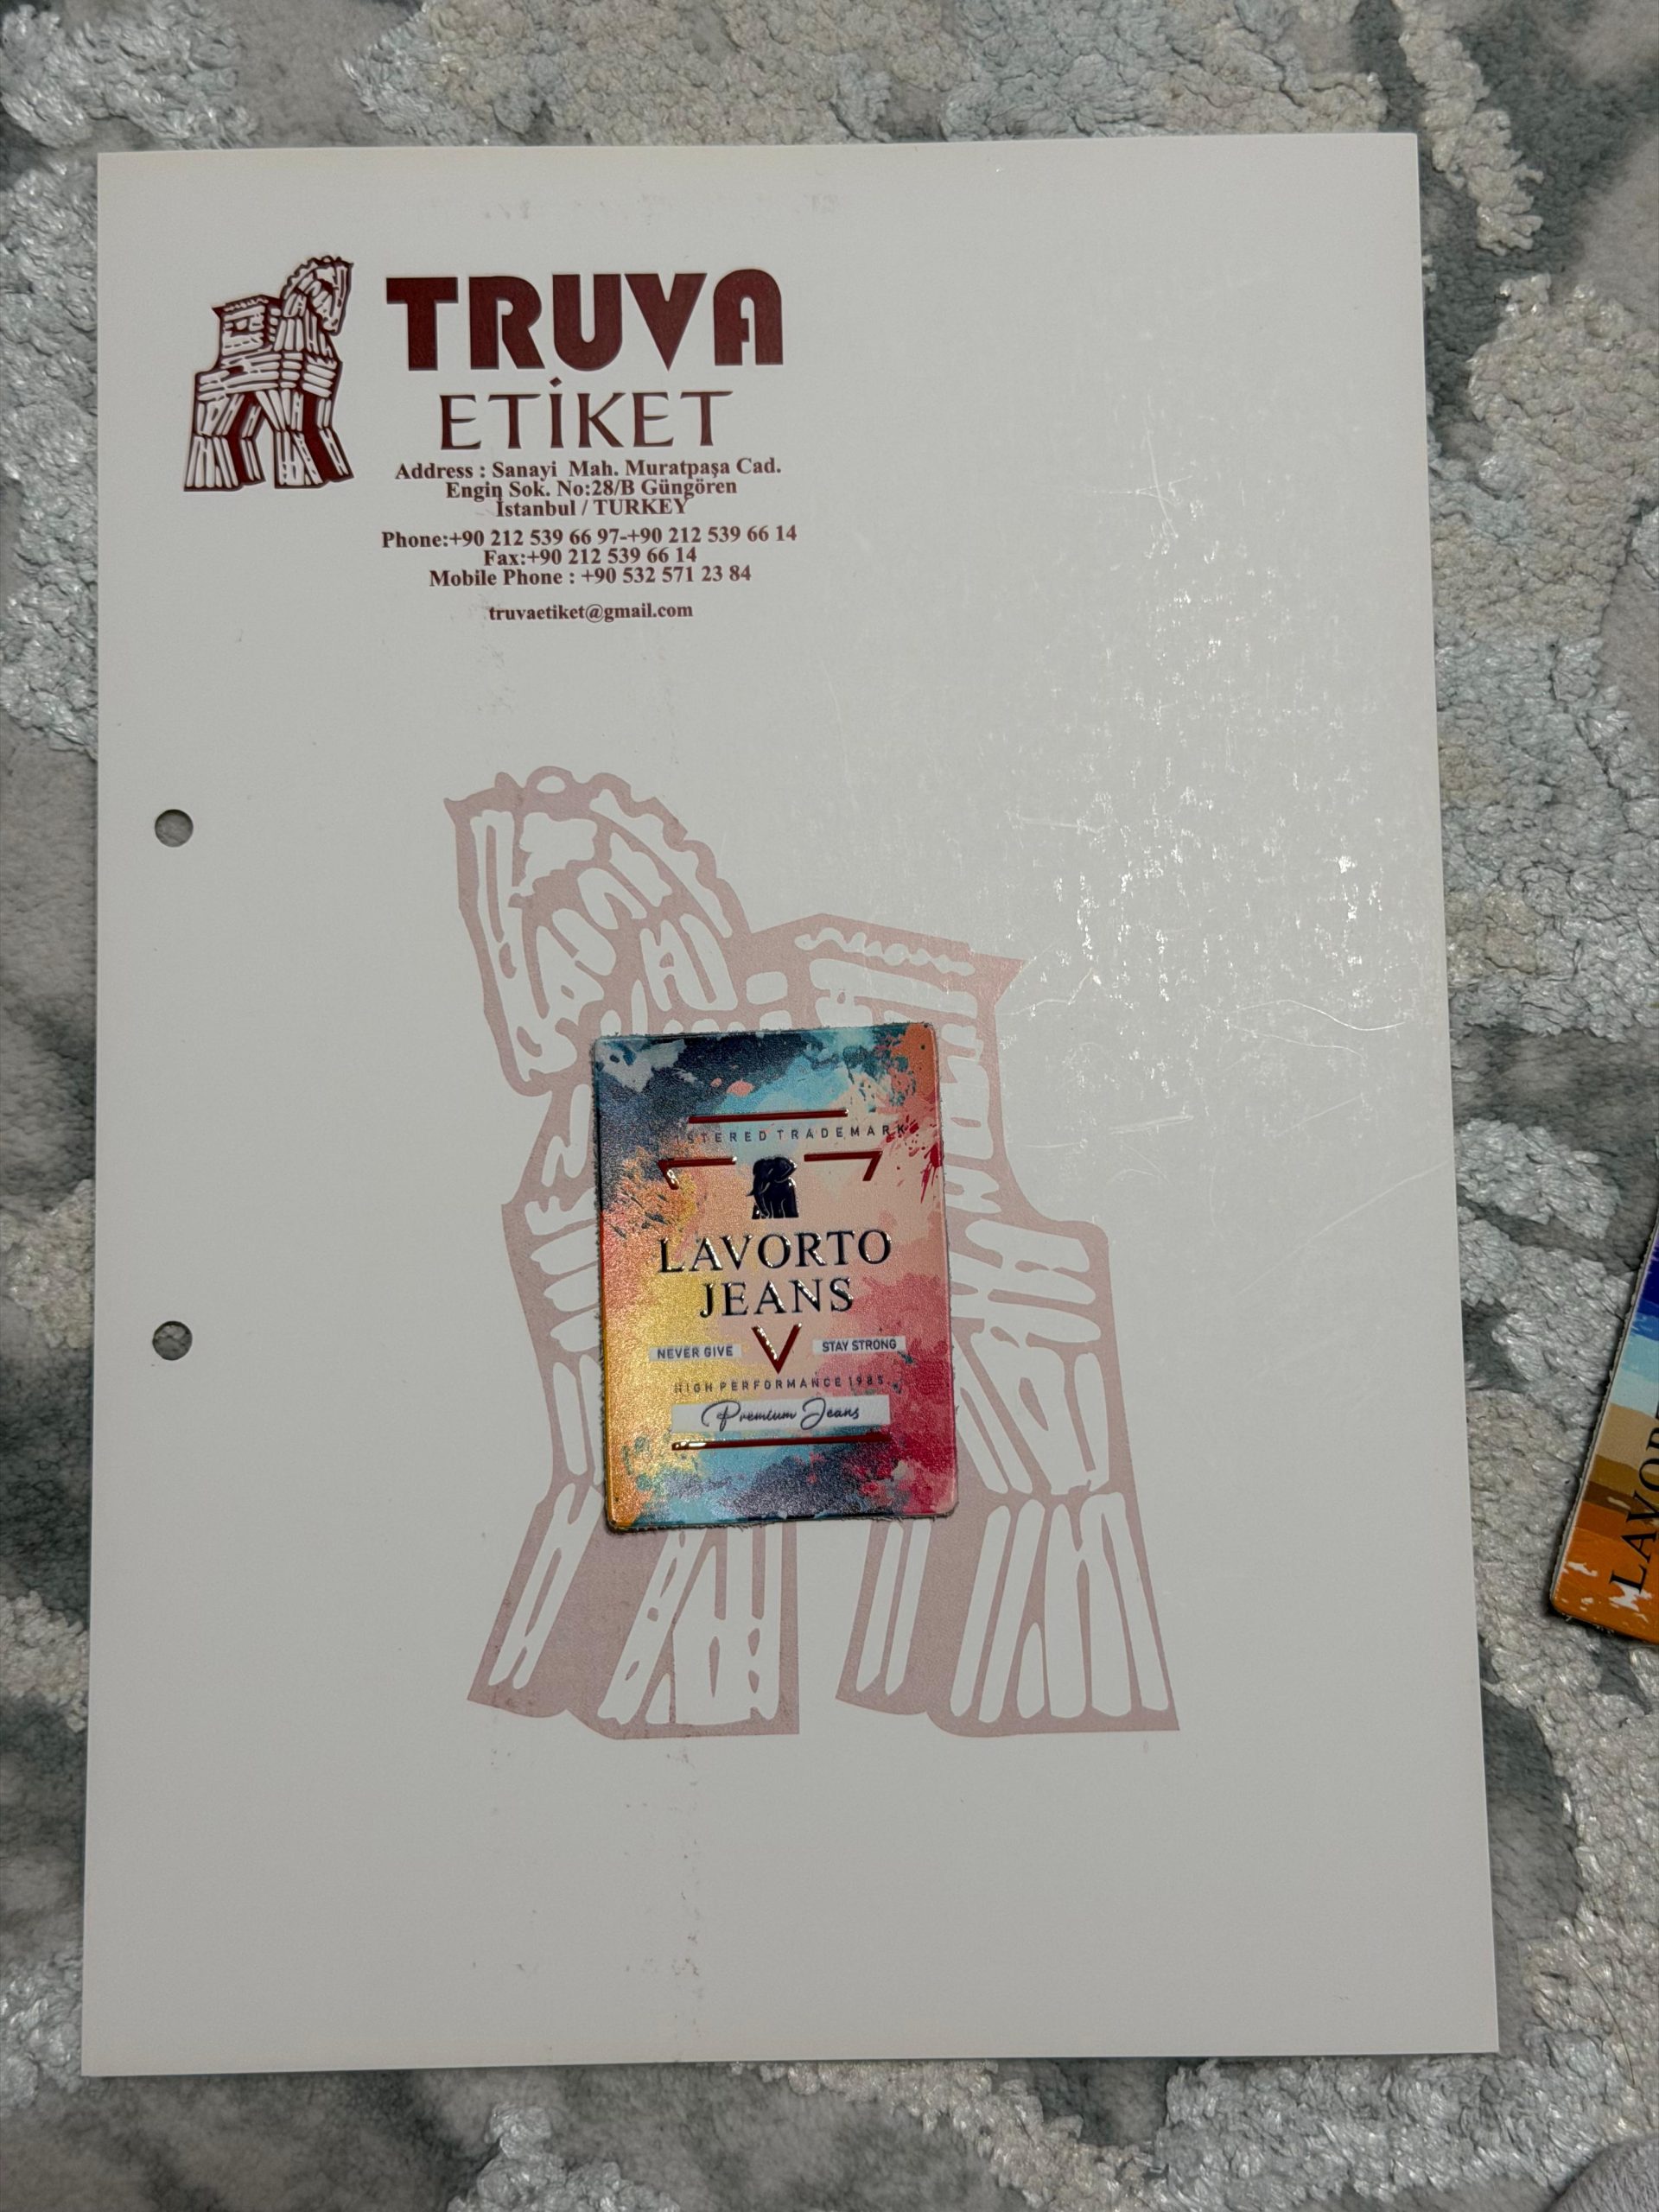 TRUVA
ETİKET
Address : Sanayi Mah. Muratpaşa Cad.
Engin Sok. No:28/B Güngören
İstanbul / TURKEY
Phone:+90 212 539 66 97-+90 212 539 66 14
Fax:+90 212 539 66 14
Mobile Phone : +90 532 571 23 84
truvaetiket@gmail.com
TRADEMARK
LAVORTO
JEANS
NEVER GIVE
STAY STRONG
HIGH PERFORMANCE 1985
Premium Jeans